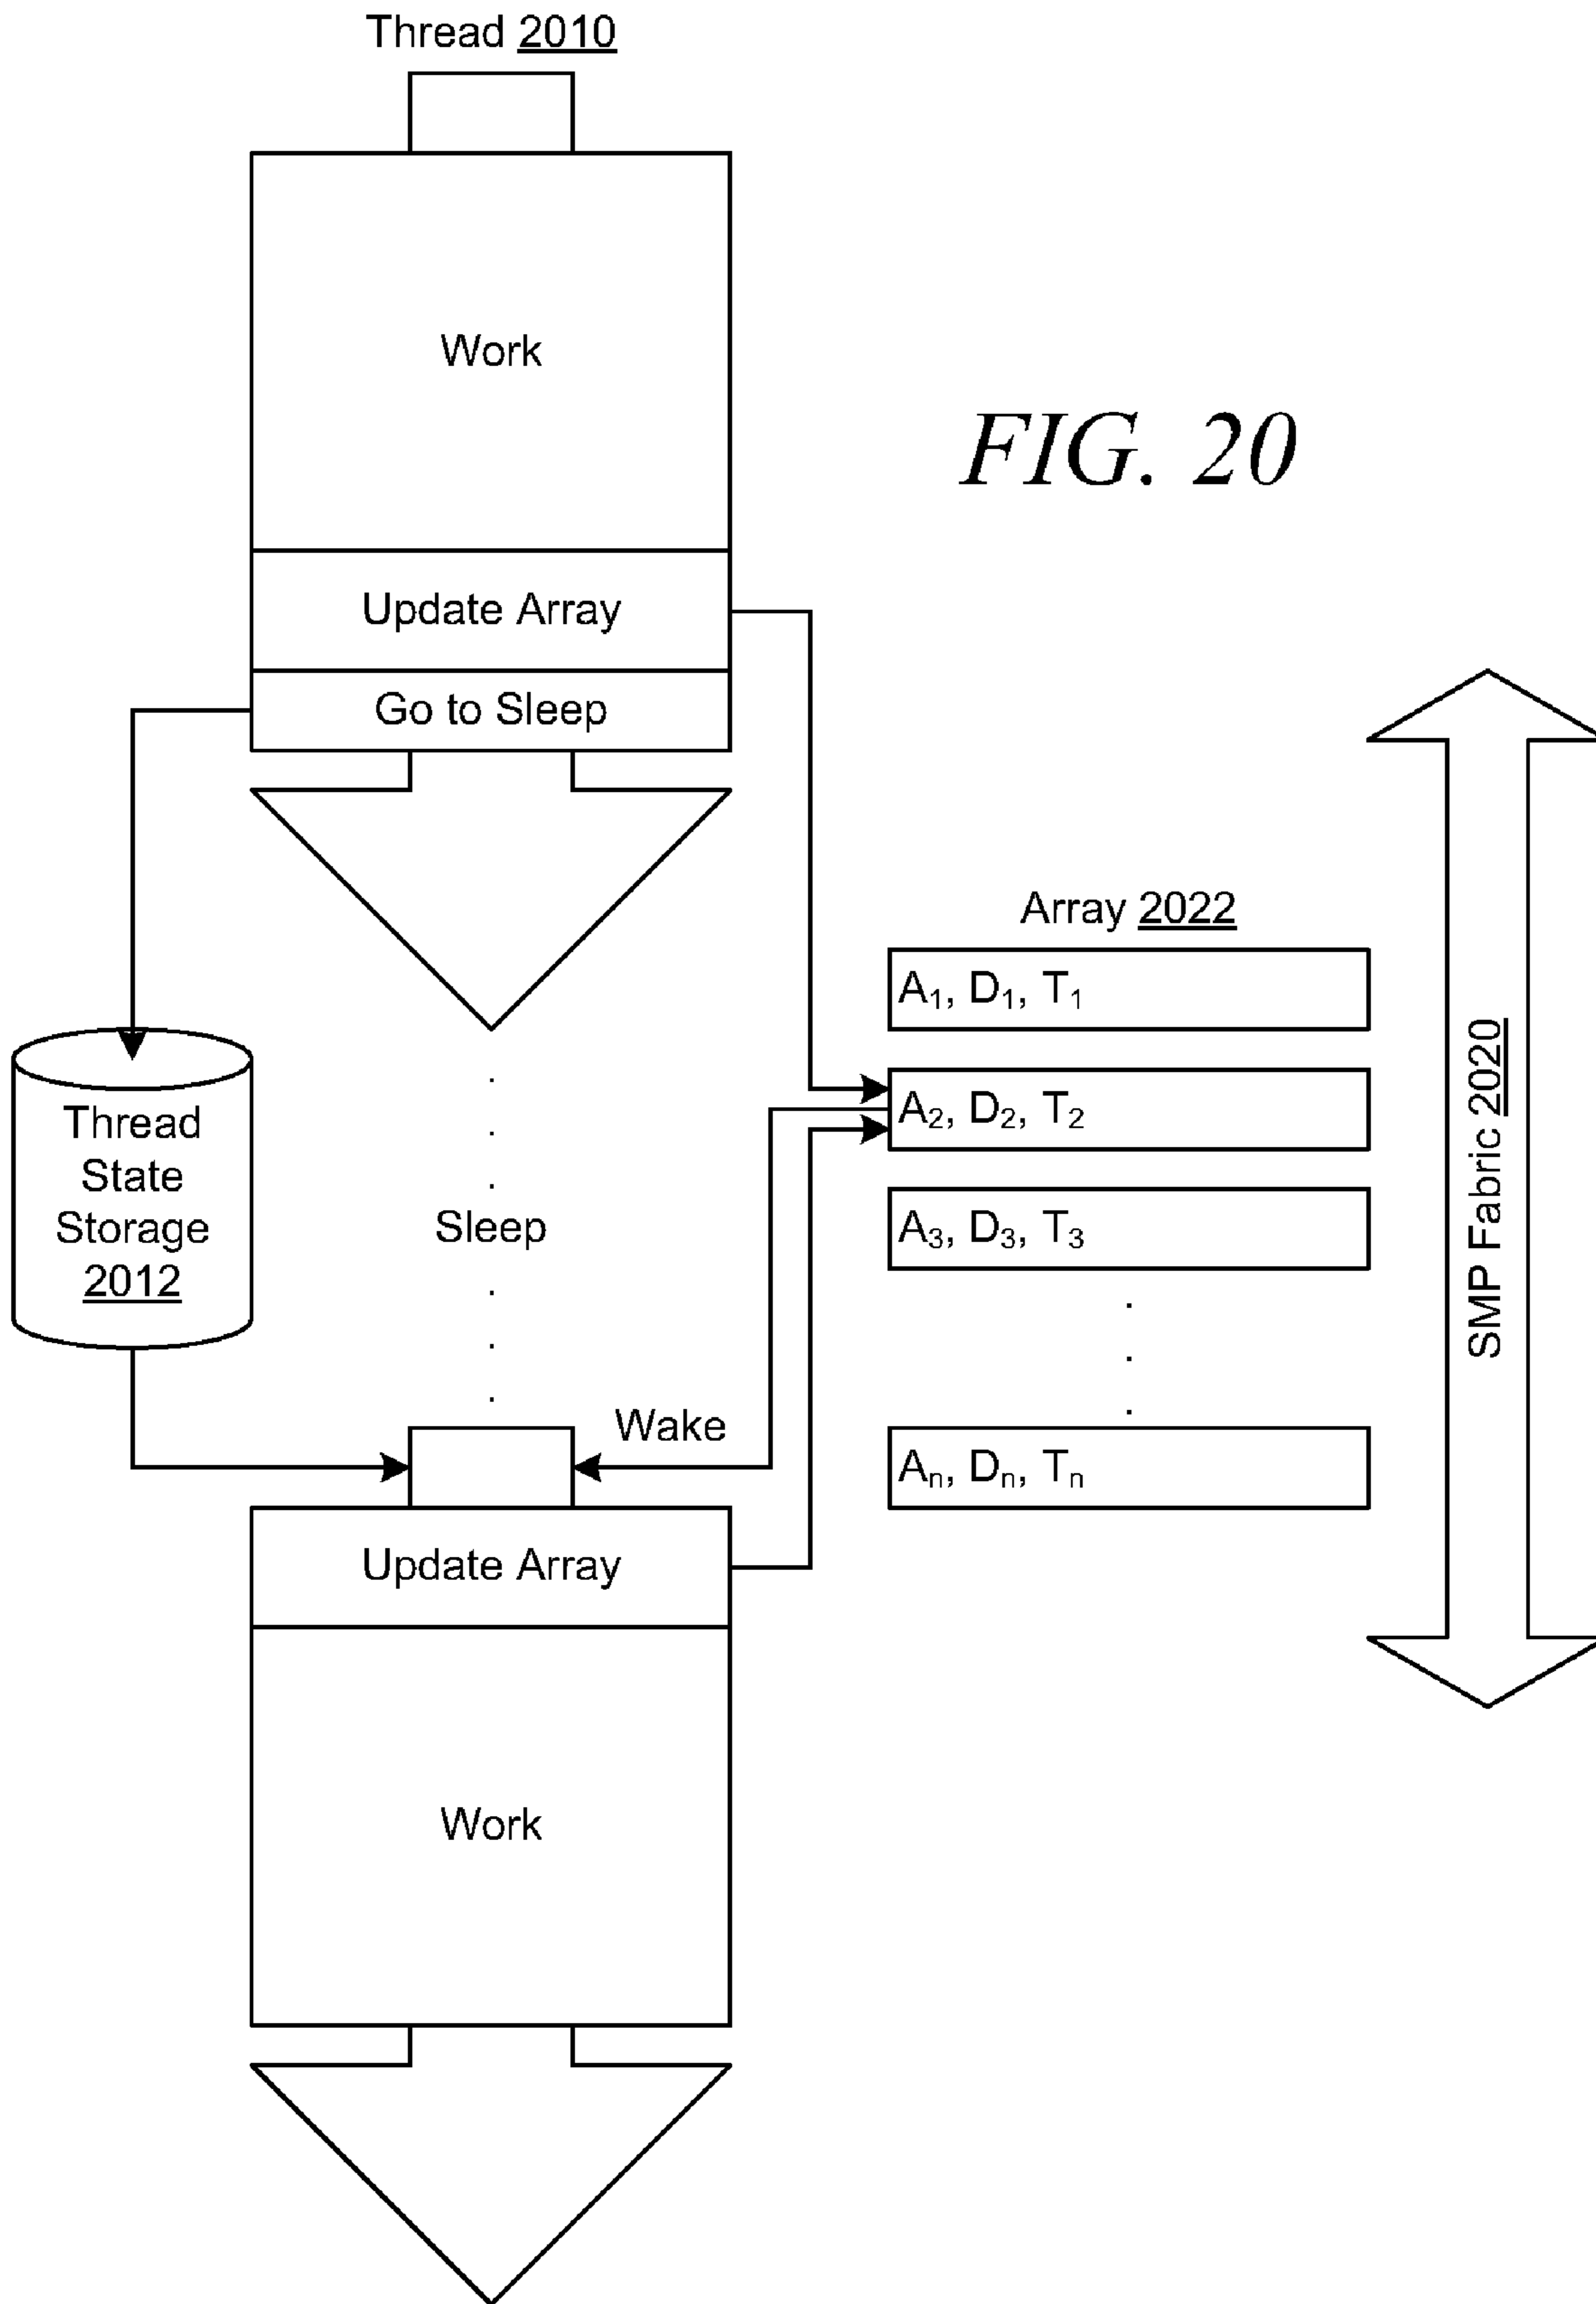 Thread 2010
Work
FIG. 20
Update Array
Go to Sleep
Array 2022
A₁, D₁, T₁
A₂, D₂, T₂
A₃, D₃, T₃
Aₙ, Dₙ, Tₙ
SMP Fabric 2020
Thread
State
Storage
2012
Sleep
Wake
Update Array
Work